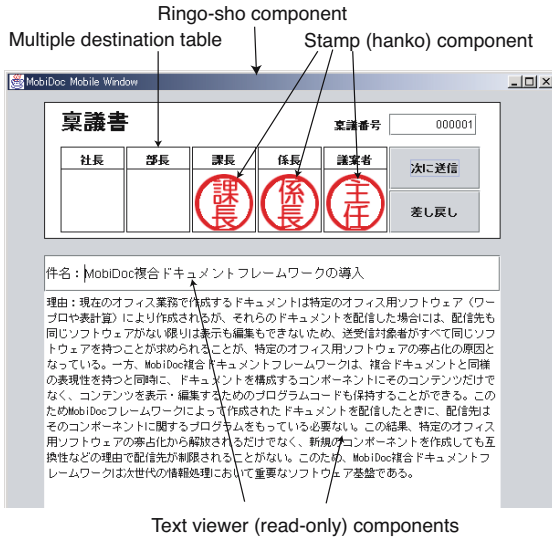 Ringo-sho component
Multiple destination table
Stamp (hanko) component
MobiDoc Mobile Window
稟議書
稟議番号
000001
社長
部長
課長
係長
議案者
課長
係長
主任
次に送信
差し戻し
件名：MobiDoc複合ドキュメントフレームワークの導入
理由：現在のオフィス業務で作成するドキュメントは特定のオフィス用ソフトウェア（ワー
プロや表計算）により作成されるが、それらのドキュメントを配信した場合には、配信先も
同じソフトウェアがない限りは表示も編集もできないため、送受信対象者がすべて同じソフ
トウェアを持つことが求められることが、特定のオフィス用ソフトウェアの寡占化の原因と
なっている。一方、MobiDoc複合ドキュメントフレームワークは、複合ドキュメントと同様
の表現性を持つと同時に、ドキュメントを構成するコンポーネントにそのコンテンツだけで
なく、コンテンツを表示・編集するためのプログラムコードも保持することができる。この
ためMobiDocフレームワークによって作成されたドキュメントを配信したときに、配信先は
そのコンポーネントに関するプログラムをもっている必要ない。この結果、特定のオフィス
用ソフトウェアの寡占化から解放されるだけでなく、新規のコンポーネントを作成しても互
換性などの理由で配信先が制限されることがない。このため、MobiDoc複合ドキュメントフ
レームワークは次世代の情報処理において重要なソフトウェア基盤である。
Text viewer (read-only) components